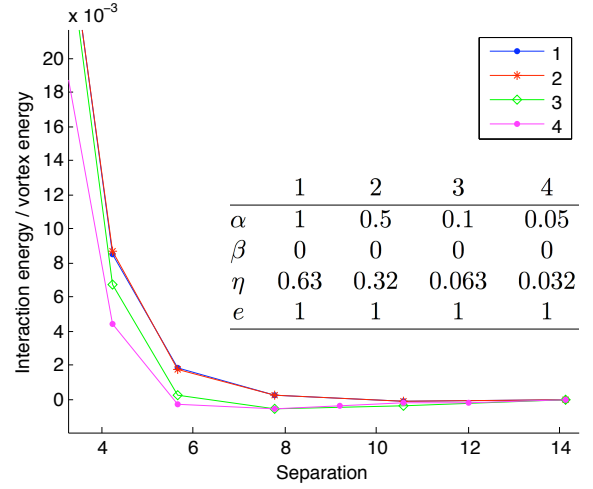 x 10⁻³
20
18
16
14
12
10
8
6
4
2
0
Interaction energy / vortex energy
1
2
3
4
1 2 3 4
α 1 0.5 0.1 0.05
β 0 0 0 0
η 0.63 0.32 0.063 0.032
e 1 1 1 1
4 6 8 10 12 14
Separation